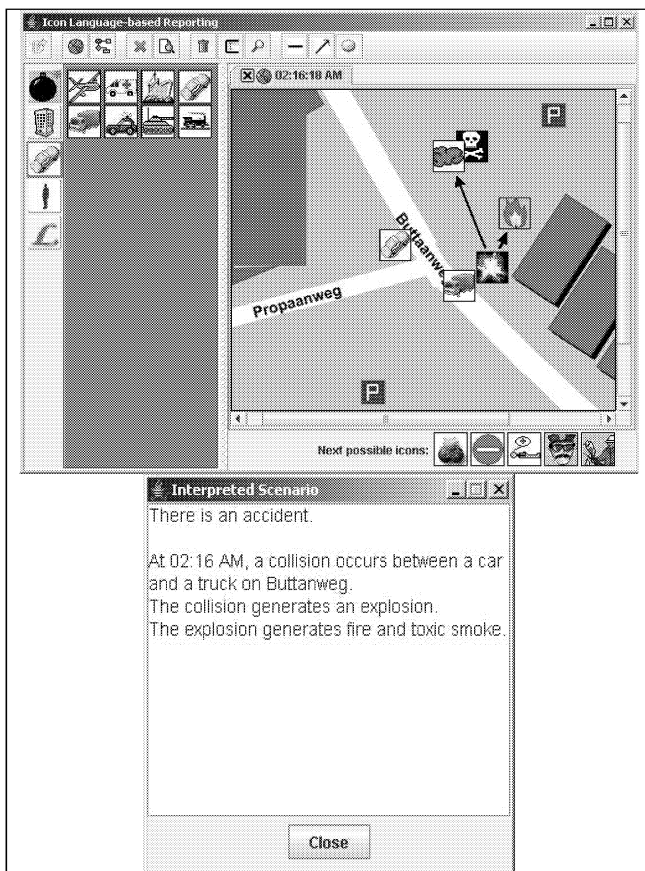 Icon Language-based Reporting
02:16:18 AM
P
Buttaanweg
Propaanweg
P
Next possible icons:
Interpreted Scenario
There is an accident.
At 02:16 AM, a collision occurs between a car
and a truck on Buttanweg.
The collision generates an explosion.
The explosion generates fire and toxic smoke.
Close